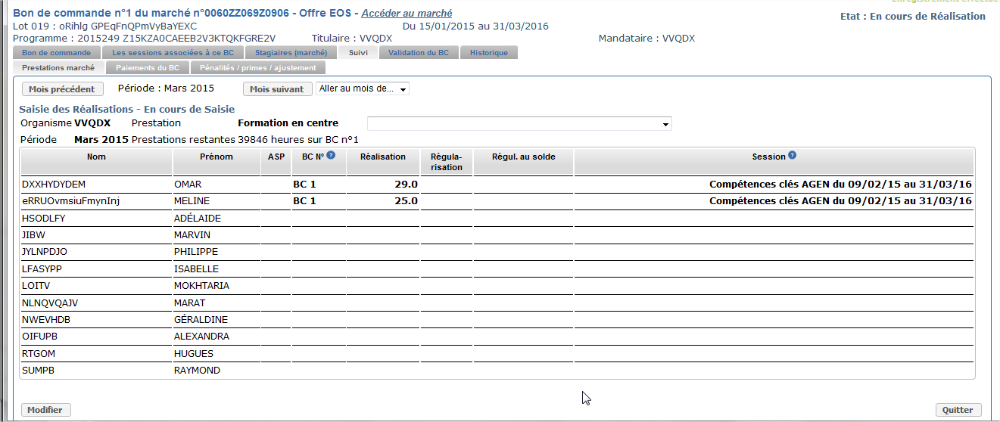 Enregistrement effectué
Bon de commande n°1 du marché n°0060ZZ069Z0906 - Offre EOS - Accéder au marché
Etat : En cours de Réalisation
Lot 019 : oRihlg GPEqFnQPmVyBaYEXC Du 15/01/2015 au 31/03/2016
Programme : 2015249 Z15KZA0CAEEB2V3KTQKFGRE2V Titulaire : VVQDX Mandataire : VVQDX
Bon de commande Les sessions associées à ce BC Stagiaires (marché) Suivi Validation du BC Historique
Prestations marché Paiements du BC Pénalités / primes / ajustement
Mois précédent Période : Mars 2015 Mois suivant Aller au mois de...
Saisie des Réalisations - En cours de Saisie
Organisme VVQDX Prestation Formation en centre
Période Mars 2015 Prestations restantes 39846 heures sur BC n°1
Nom Prénom ASP BC N° ? Réalisation Régula- Régul. au solde Session ?
risation
DXXHYDYDEM OMAR BC 1 29.0 Compétences clés AGEN du 09/02/15 au 31/03/16
eRRUOvmsiuFmynInj MELINE BC 1 25.0 Compétences clés AGEN du 09/02/15 au 31/03/16
HSODLFY ADÉLAIDE
JIBW MARVIN
JYLNPDJO PHILIPPE
LFASYPP ISABELLE
LOITV MOKHTARIA
NLNQVQAJV MARAT
NWEVHDB GÉRALDINE
OIFUPB ALEXANDRA
RTGOM HUGUES
SUMPB RAYMOND
Modifier Quitter